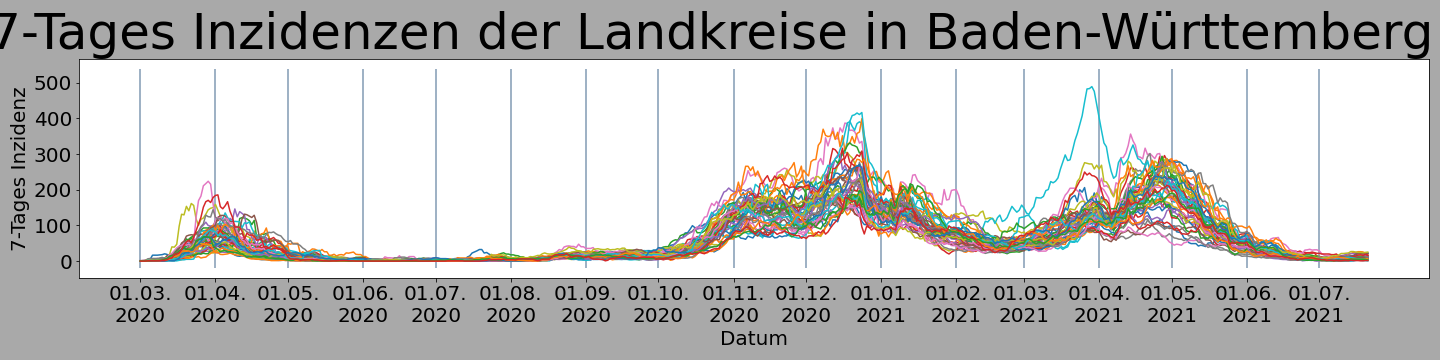 7-Tages Inzidenzen der Landkreise in Baden-Württemberg
7-Tages Inzidenz
500
400
300
200
100
0
01.03. 01.04. 01.05. 01.06. 01.07. 01.08. 01.09. 01.10. 01.11. 01.12. 01.01. 01.02. 01.03. 01.04. 01.05. 01.06. 01.07.
2020 2020 2020 2020 2020 2020 2020 2020 2020 2020 2021 2021 2021 2021 2021 2021 2021
Datum